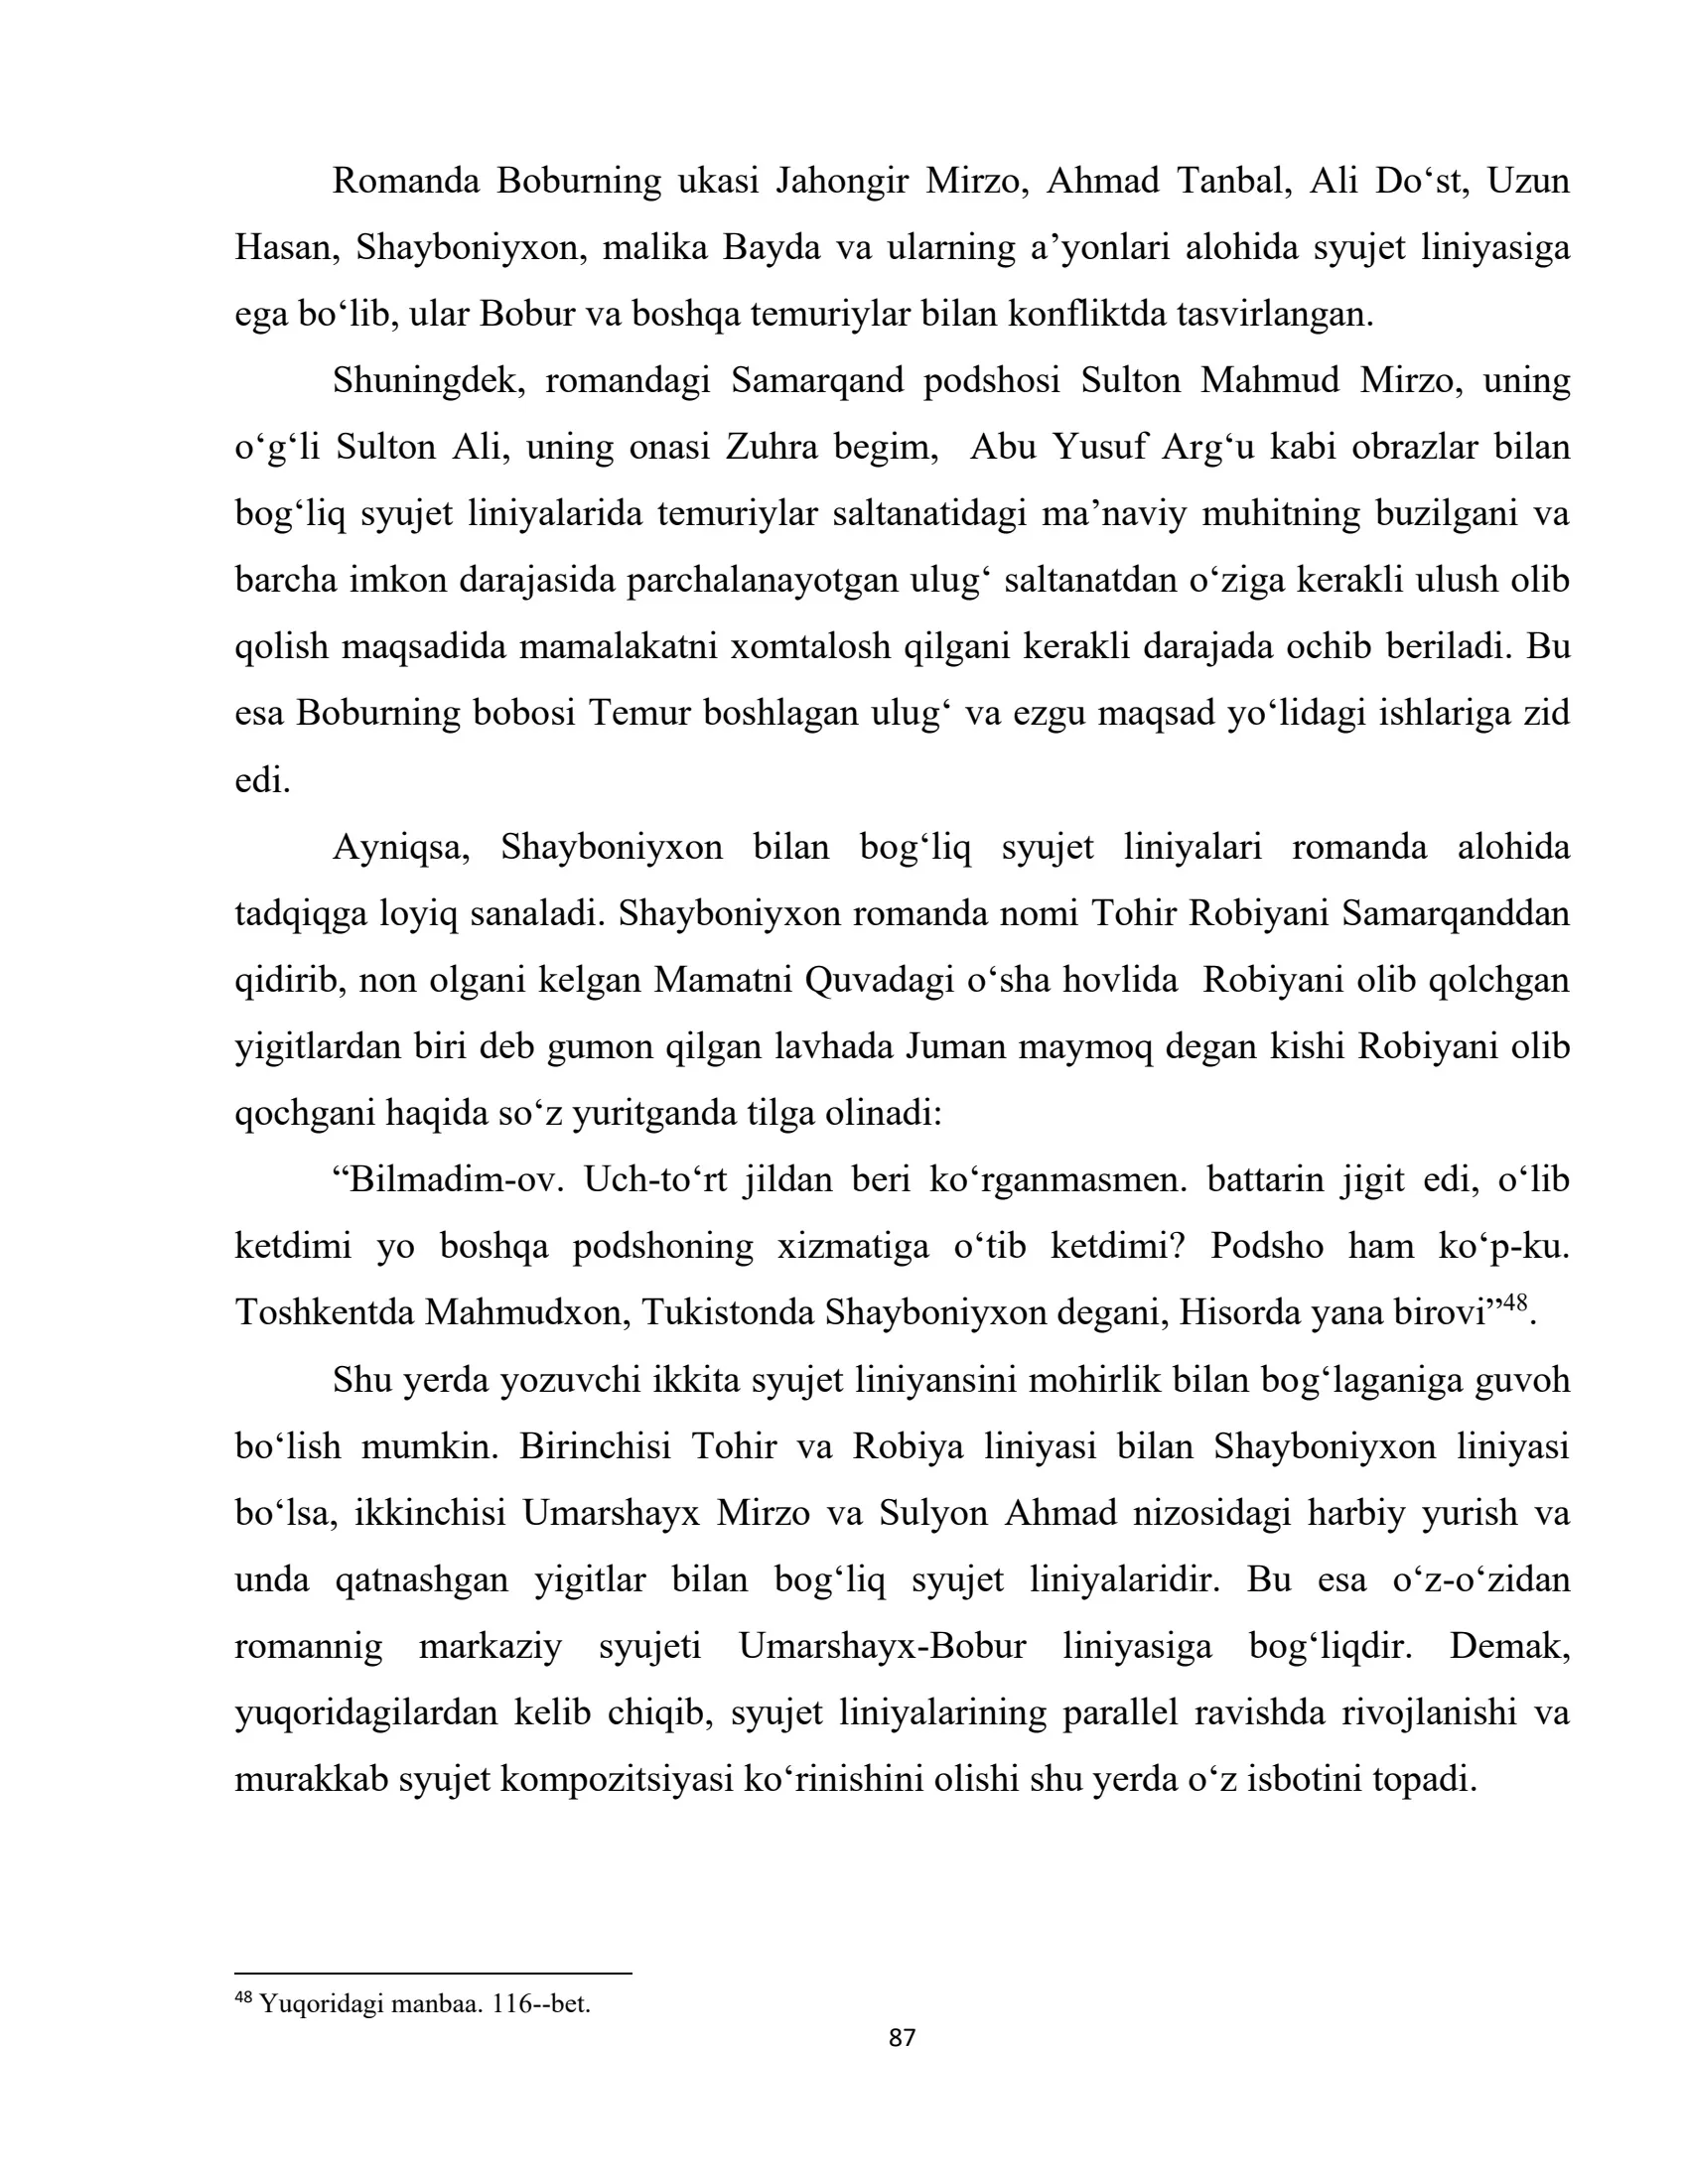 Romanda Boburning ukasi Jahongir Mirzo, Ahmad Tanbal, Ali Do‘st, Uzun
Hasan, Shayboniyxon, malika Bayda va ularning a’yonlari alohida syujet liniyasiga
ega bo‘lib, ular Bobur va boshqa temuriylar bilan konfliktda tasvirlangan.
Shuningdek, romandagi Samarqand podshosi Sulton Mahmud Mirzo, uning
o‘g‘li Sulton Ali, uning onasi Zuhra begim,  Abu Yusuf Arg‘u kabi obrazlar bilan
bog‘liq syujet liniyalarida temuriylar saltanatidagi ma’naviy muhitning buzilgani va
barcha imkon darajasida parchalanayotgan ulug‘ saltanatdan o‘ziga kerakli ulush olib
qolish maqsadida mamalakatni xomtalosh qilgani kerakli darajada ochib beriladi. Bu
esa Boburning bobosi Temur boshlagan ulug‘ va ezgu maqsad yo‘lidagi ishlariga zid
edi.
Ayniqsa, Shayboniyxon bilan bog‘liq syujet liniyalari romanda alohida
tadqiqga loyiq sanaladi. Shayboniyxon romanda nomi Tohir Robiyani Samarqanddan
qidirib, non olgani kelgan Mamatni Quvadagi o‘sha hovlida  Robiyani olib qolchgan
yigitlardan biri deb gumon qilgan lavhada Juman maymoq degan kishi Robiyani olib
qochgani haqida so‘z yuritganda tilga olinadi:
“Bilmadim-ov. Uch-to‘rt jildan beri ko‘rganmasmen. battarin jigit edi, o‘lib
ketdimi yo boshqa podshoning xizmatiga o‘tib ketdimi? Podsho ham ko‘p-ku.
Toshkentda Mahmudxon, Tukistonda Shayboniyxon degani, Hisorda yana birovi”48.
Shu yerda yozuvchi ikkita syujet liniyansini mohirlik bilan bog‘laganiga guvoh
bo‘lish mumkin. Birinchisi Tohir va Robiya liniyasi bilan Shayboniyxon liniyasi
bo‘lsa, ikkinchisi Umarshayx Mirzo va Sulyon Ahmad nizosidagi harbiy yurish va
unda qatnashgan yigitlar bilan bog‘liq syujet liniyalaridir. Bu esa o‘z-o‘zidan
romannig markaziy syujeti Umarshayx-Bobur liniyasiga bog‘liqdir. Demak,
yuqoridagilardan kelib chiqib, syujet liniyalarining parallel ravishda rivojlanishi va
murakkab syujet kompozitsiyasi ko‘rinishini olishi shu yerda o‘z isbotini topadi.
48 Yuqoridagi manbaa. 116--bet.
87